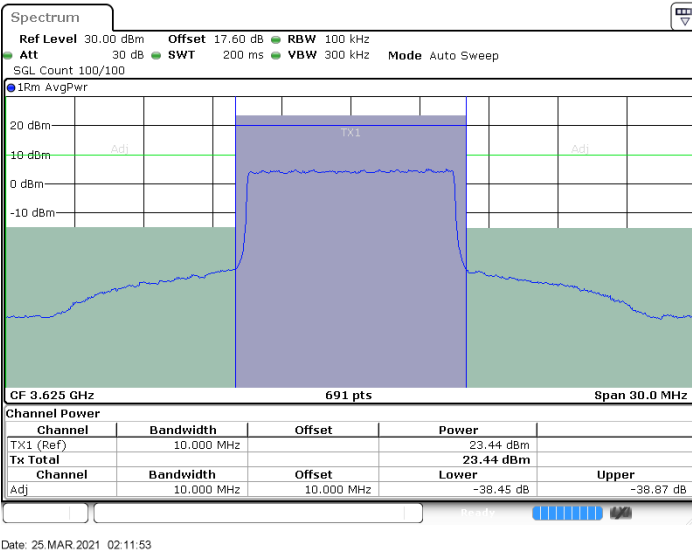 Spectrum
Ref Level 30.00 dBm Offset 17.60 dB RBW 100 kHz
Att 30 dB SWT 200 ms VBW 300 kHz Mode Auto Sweep
SGL Count 100/100
1Rm AvgPwr
20 dBm
TX1
Adj Adj
10 dBm
0 dBm
-10 dBm
CF 3.625 GHz 691 pts Span 30.0 MHz
Channel Power
Channel Bandwidth Offset Power
TX1 (Ref) 10.000 MHz 23.44 dBm
Tx Total 23.44 dBm
Channel Bandwidth Offset Lower Upper
Adj 10.000 MHz 10.000 MHz -38.45 dB -38.87 dB
Ready
Date: 25.MAR.2021 02:11:53